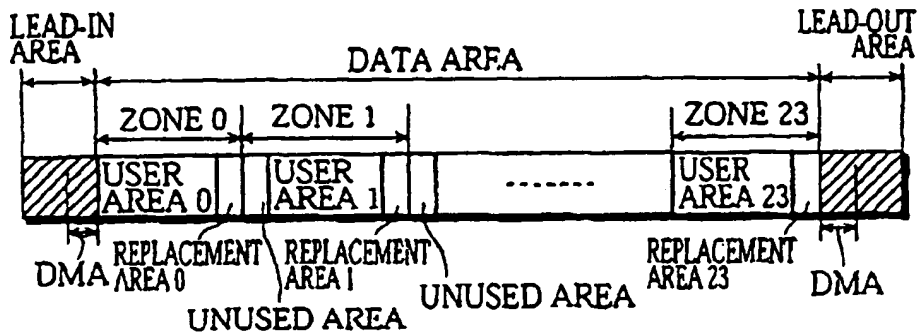 LEAD-IN
AREA
LEAD-OUT
AREA
DATA AREA
ZONE 0
ZONE 1
ZONE 23
USER
AREA 0
USER
AREA 1
--------
USER
AREA 23
DMA
REPLACEMENT
AREA 0
REPLACEMENT
AREA 1
REPLACEMENT
AREA 23
DMA
UNUSED AREA
UNUSED AREA